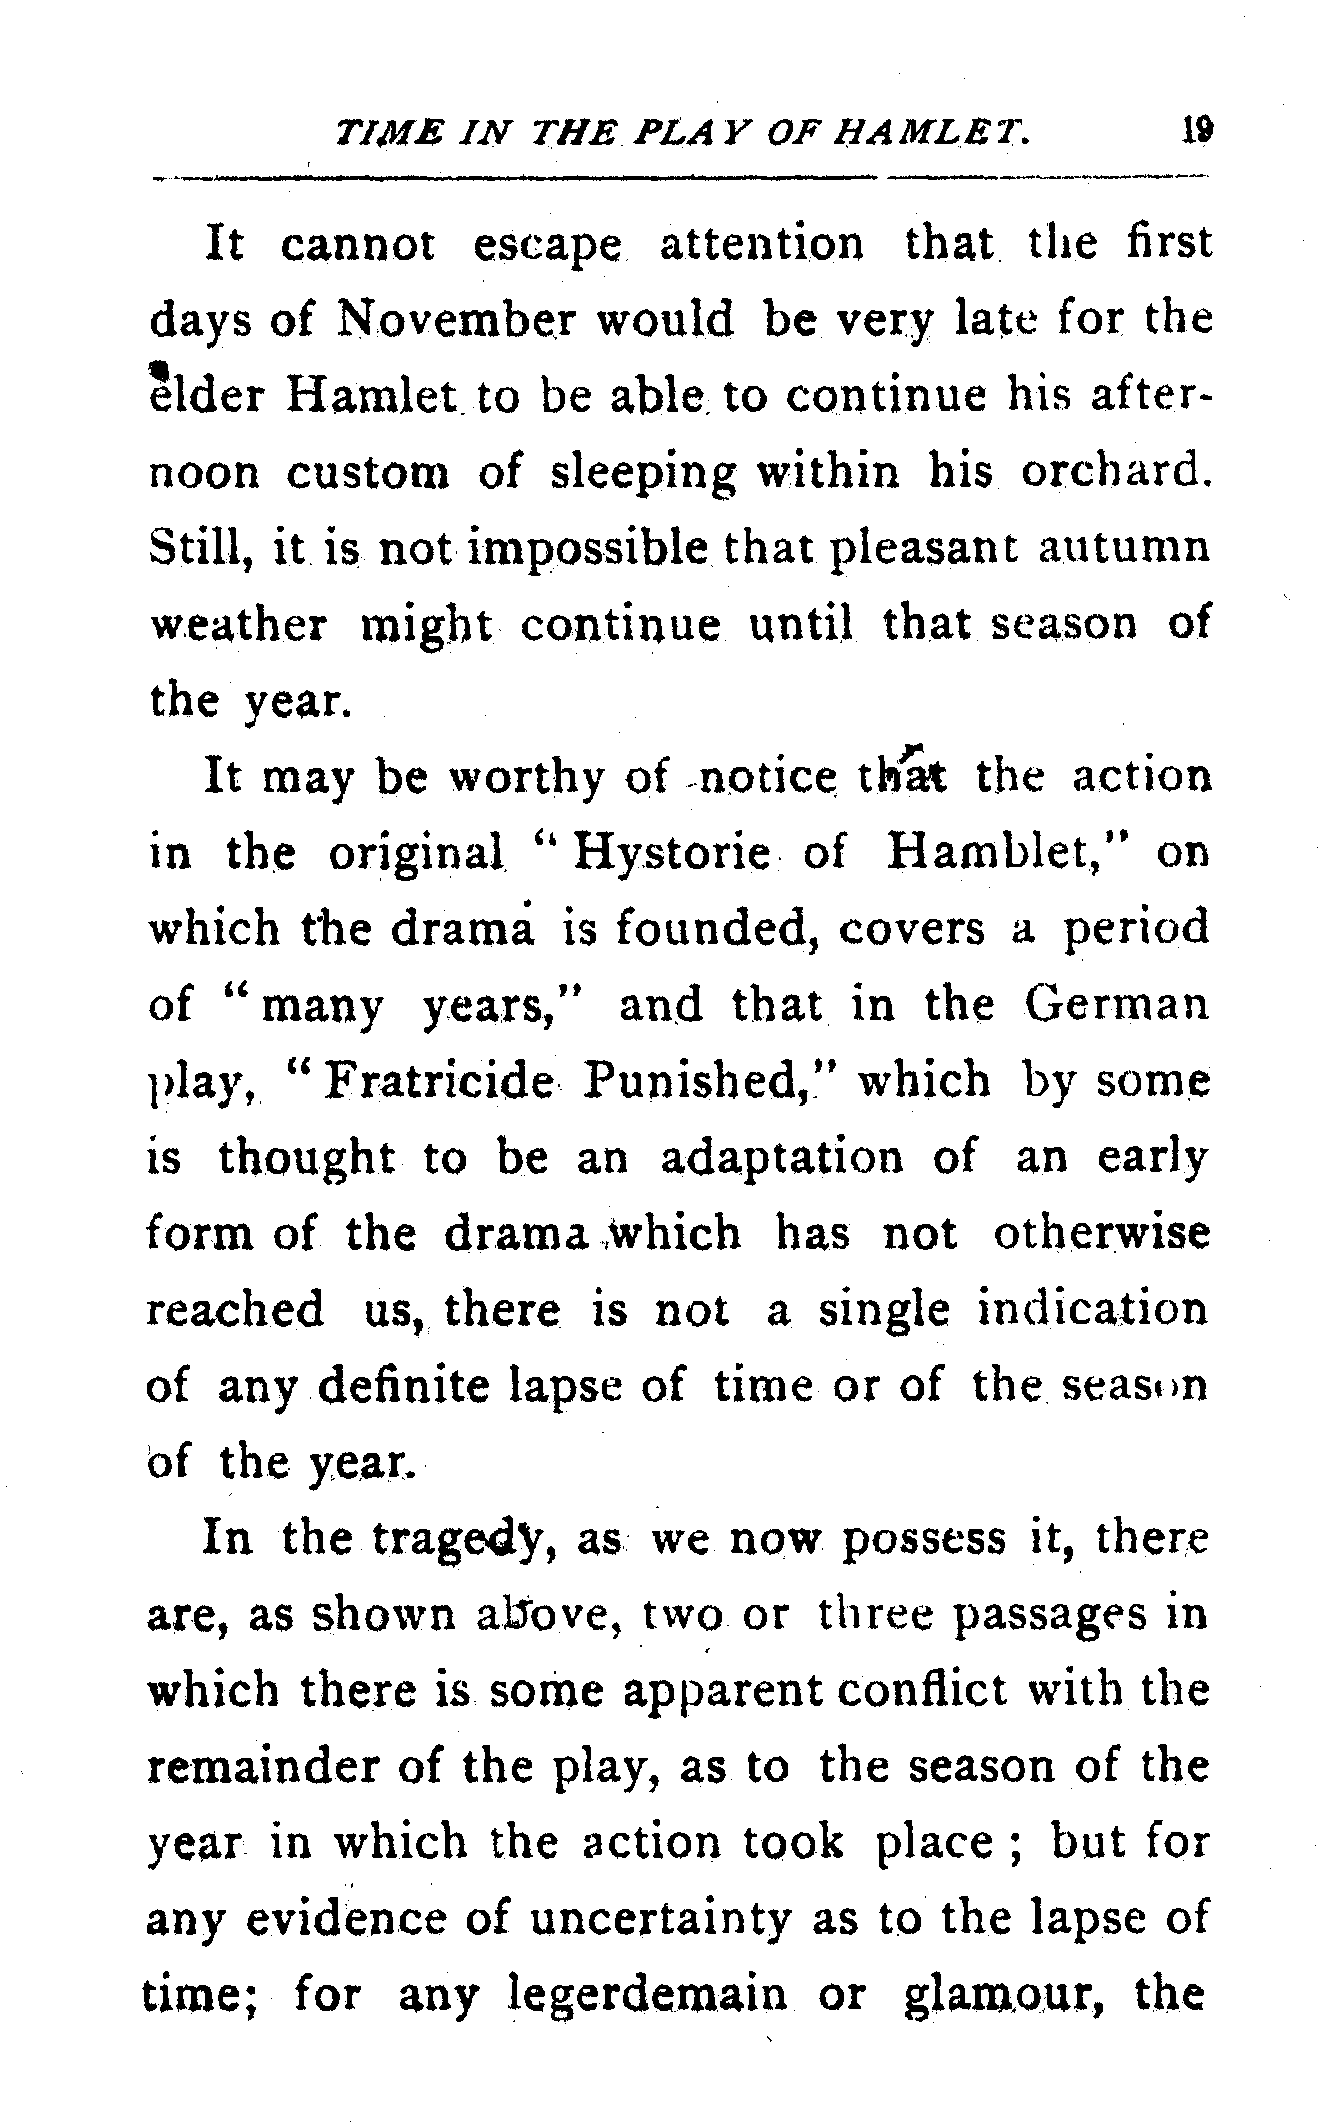 TIME IN THE PLAY OF HAMLET. 19
It cannot escape attention that the first
days of November would be very late for the
elder Hamlet to be able to continue his after-
noon custom of sleeping within his orchard.
Still, it is not impossible that pleasant autumn
weather might continue until that season of
the year.
It may be worthy of notice that the action
in the original “ Hystorie of Hamblet,” on
which the drama is founded, covers a period
of “ many years,” and that in the German
play, “ Fratricide Punished,” which by some
is thought to be an adaptation of an early
form of the drama which has not otherwise
reached us, there is not a single indication
of any definite lapse of time or of the season
of the year.
In the tragedy, as we now possess it, there
are, as shown above, two or three passages in
which there is some apparent conflict with the
remainder of the play, as to the season of the
year in which the action took place ; but for
any evidence of uncertainty as to the lapse of
time; for any legerdemain or glamour, the